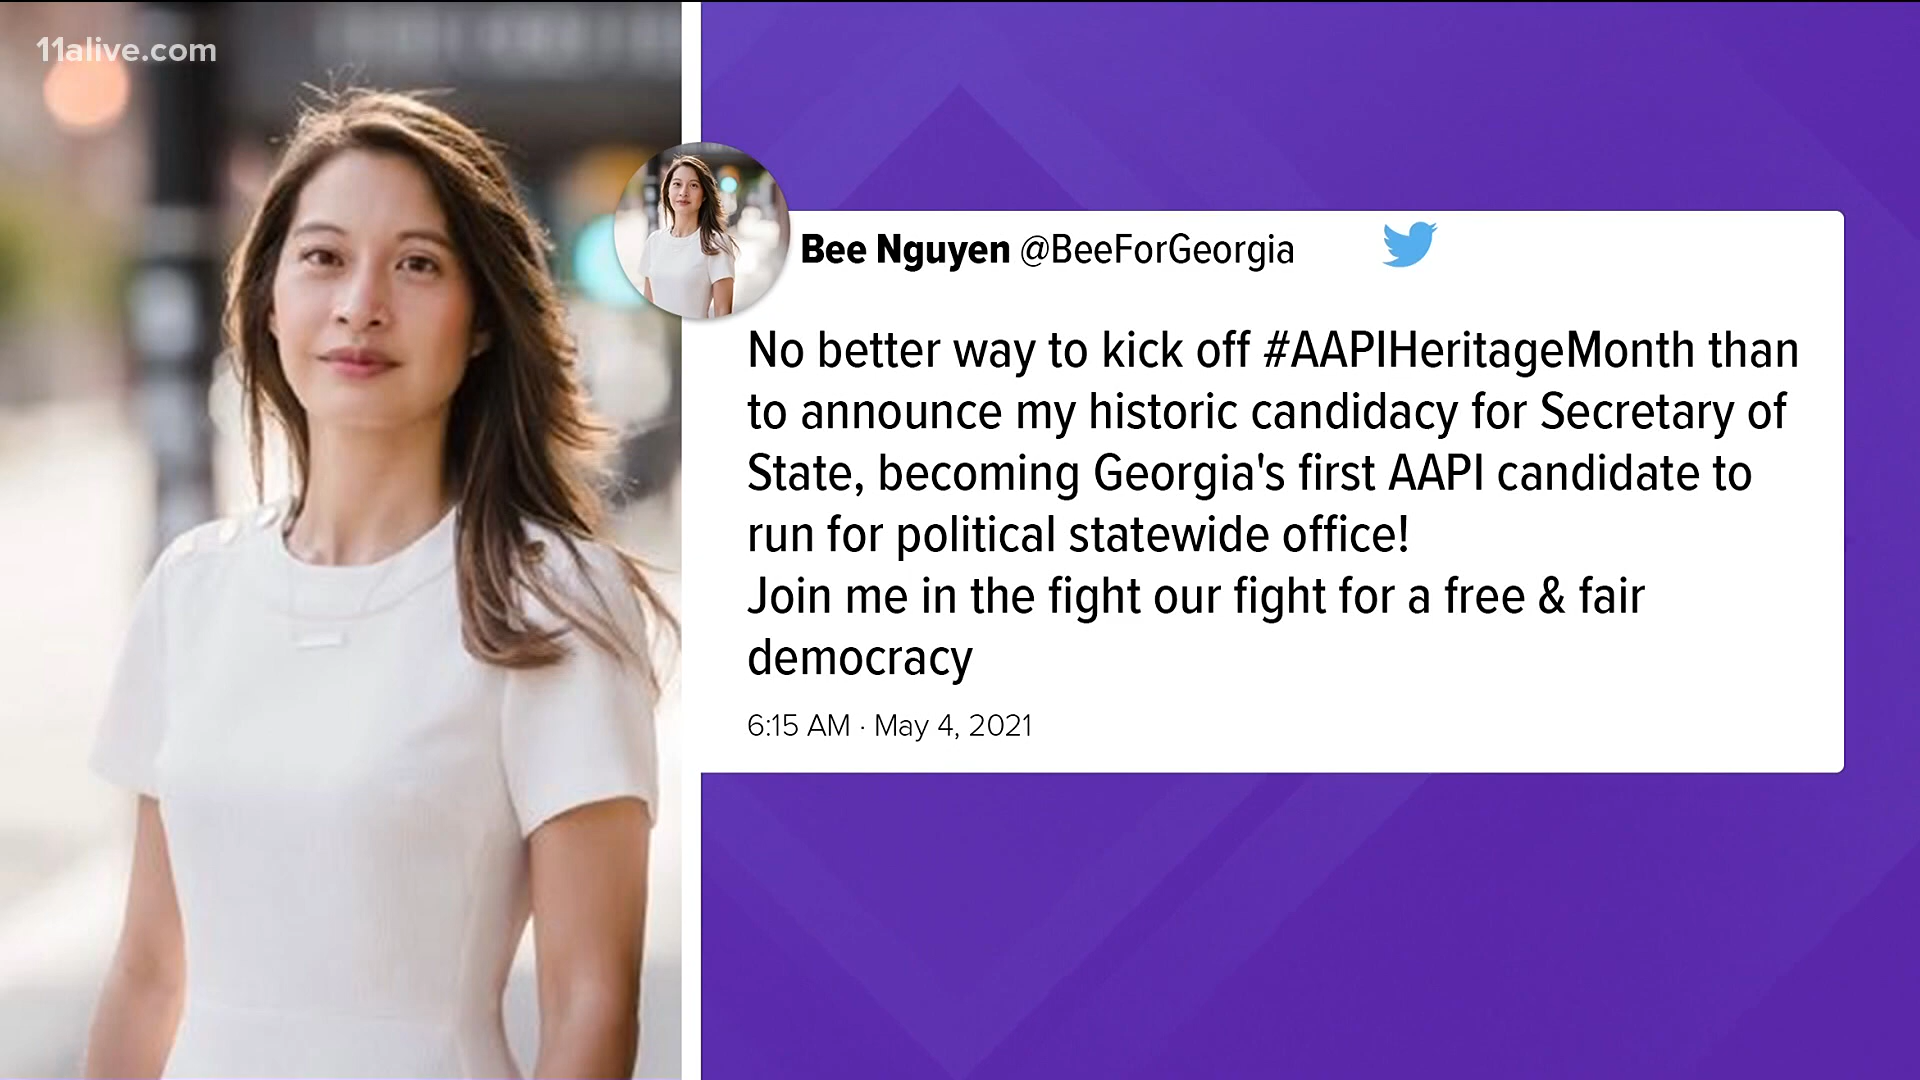 11alive.com
Bee Nguyen @BeeForGeorgia
No better way to kick off #AAPIHeritageMonth than
to announce my historic candidacy for Secretary of
State, becoming Georgia's first AAPI candidate to
run for political statewide office!
Join me in the fight our fight for a free & fair
democracy
6:15 AM · May 4, 2021